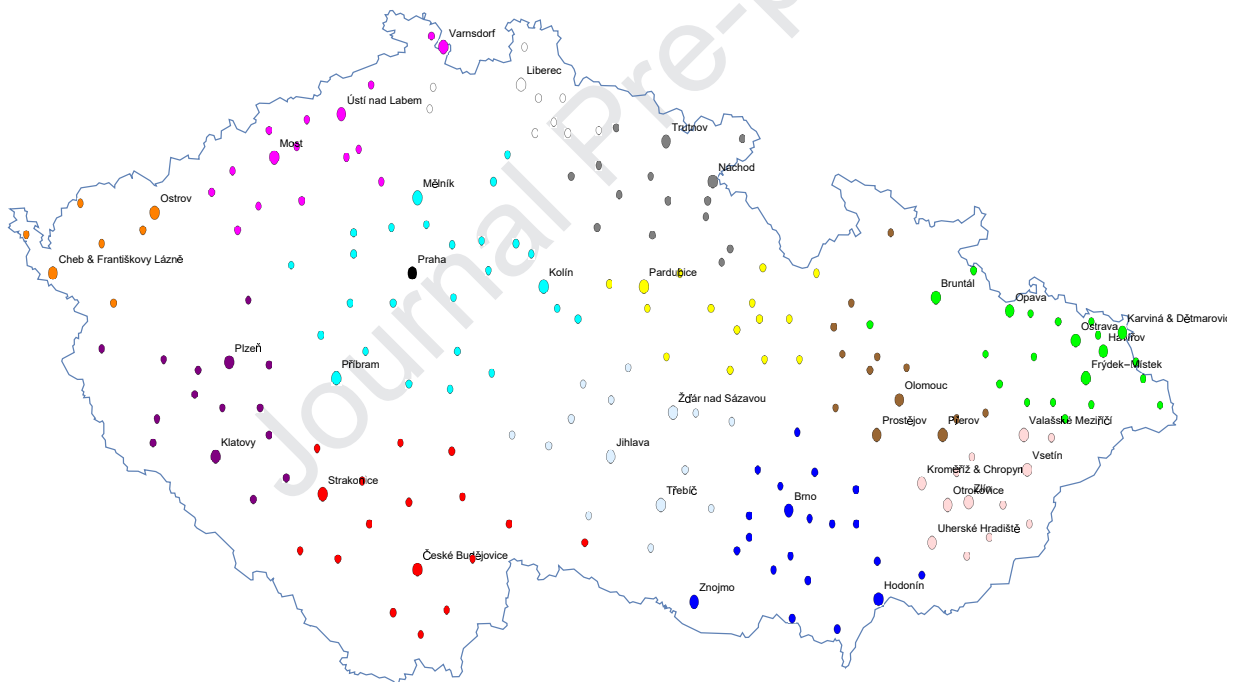 Varnsdorf
Liberec
Ústí nad Labem
Trutnov
Most
Náchod
Mělník
Ostrov
Cheb & Františkovy Lázně
Praha
Kolín
Pardubice
Bruntál
Opava
Karviná & Dětmarovic
Ostrava
Havířov
Plzeň
Příbram
Frýdek–Místek
Olomouc
Žďár nad Sázavou
Prostějov
Přerov
Valašské Meziříčí
Klatovy
Jihlava
Vsetín
Kroměříž & Chropyn
Strakonice
Třebíč
Brno
Otrokovice
Zlín
Uherské Hradiště
České Budějovice
Znojmo
Hodonín
Journal Pre-p